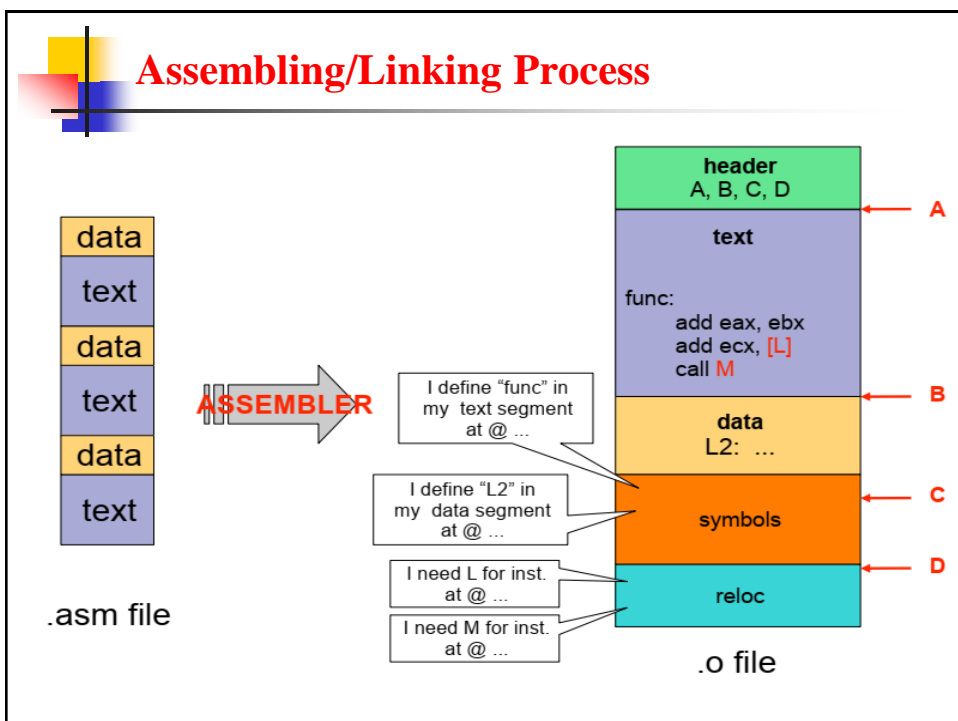 Assembling/Linking Process
data
text
data
text
data
text
.asm file
ASSEMBLER
I define “func” in
my text segment
at @ ...
I define “L2” in
my data segment
at @ ...
I need L for inst.
at @ ...
I need M for inst.
at @ ...
header
A, B, C, D
text
func:
add eax, ebx
add ecx, [L]
call M
data
L2: ...
symbols
reloc
.o file
A
B
C
D